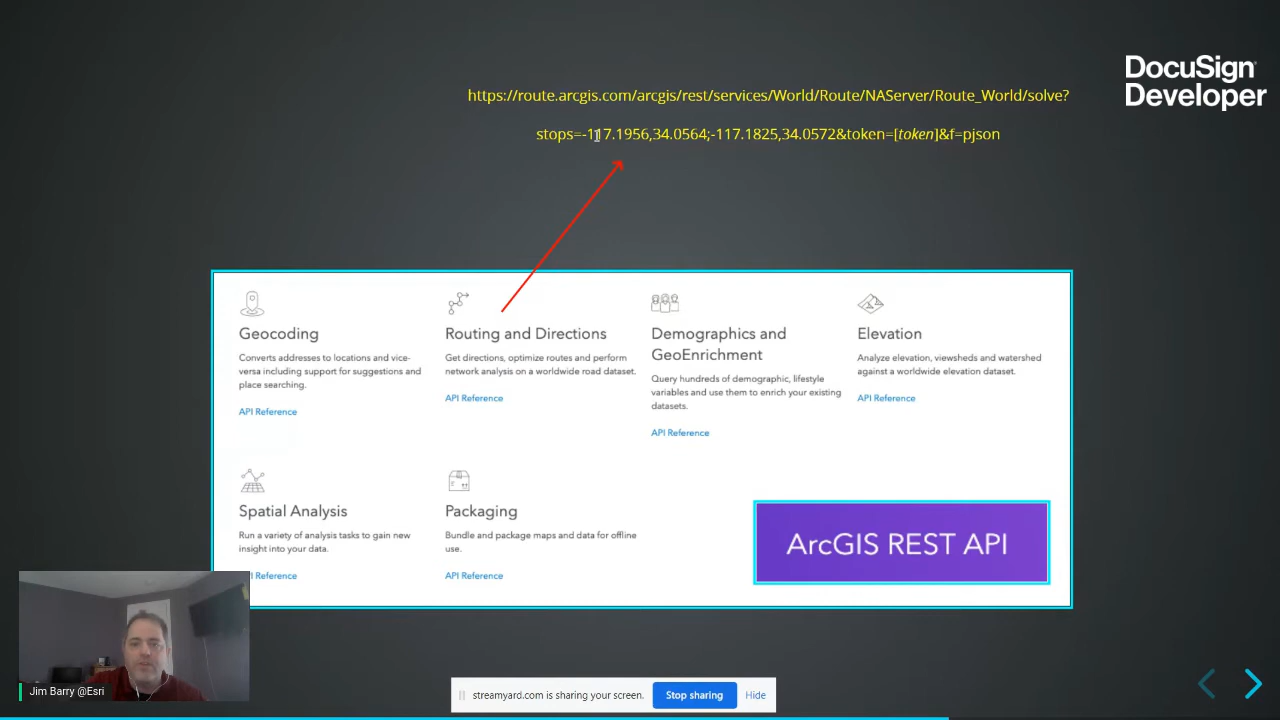 DocuSign
Developer
https://route.arcgis.com/arcgis/rest/services/World/Route/NAServer/Route_World/solve?
stops=-117.1956,34.0564;-117.1825,34.0572&token=[token]&f=pjson
Geocoding
Converts addresses to locations and vice-
versa including support for suggestions and
place searching.
API Reference
Routing and Directions
Get directions, optimize routes and perform
network analysis on a worldwide road dataset.
API Reference
Demographics and
GeoEnrichment
Query hundreds of demographic, lifestyle
variables and use them to enrich your existing
datasets.
API Reference
Elevation
Analyze elevation, viewsheds and watershed
against a worldwide elevation dataset.
API Reference
Spatial Analysis
Run a variety of analysis tasks to gain new
insight into your data.
I Reference
Packaging
Bundle and package maps and data for offline
use.
API Reference
ArcGIS REST API
Jim Barry @Esri
streamyard.com is sharing your screen.
Stop sharing
Hide